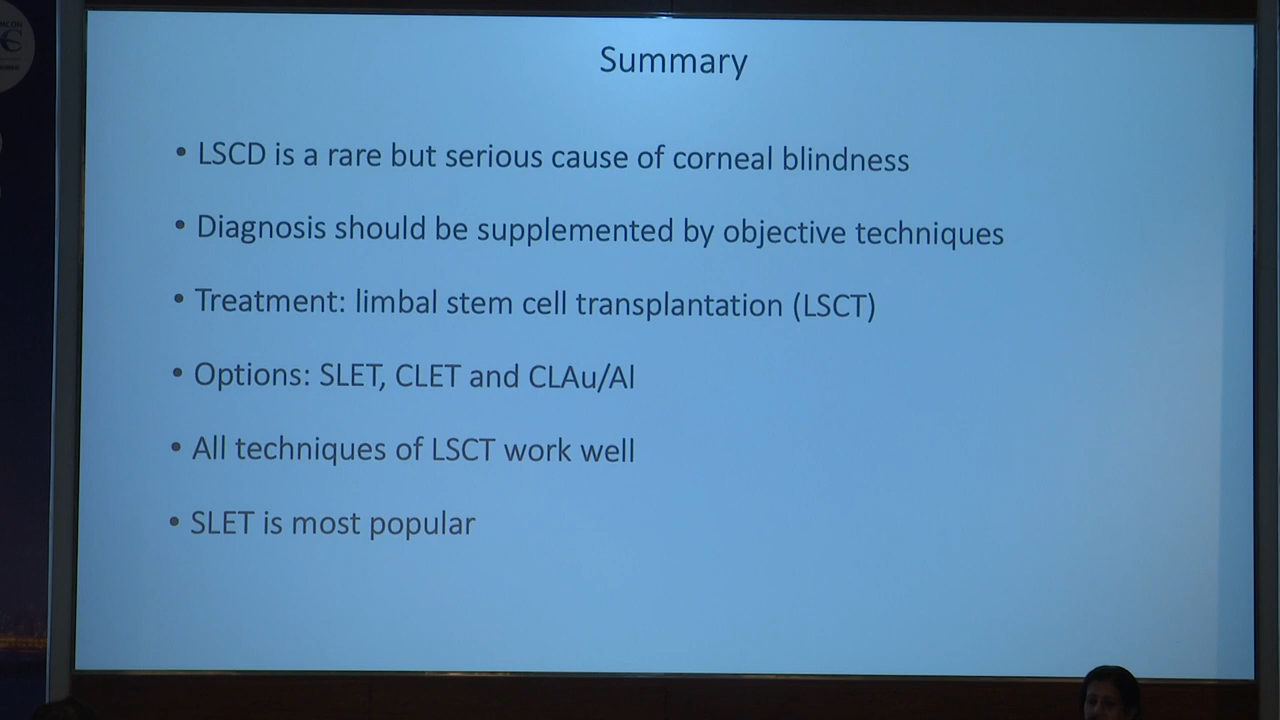 Summary
• LSCD is a rare but serious cause of corneal blindness
• Diagnosis should be supplemented by objective techniques
• Treatment: limbal stem cell transplantation (LSCT)
• Options: SLET, CLET and CLAu/Al
• All techniques of LSCT work well
• SLET is most popular